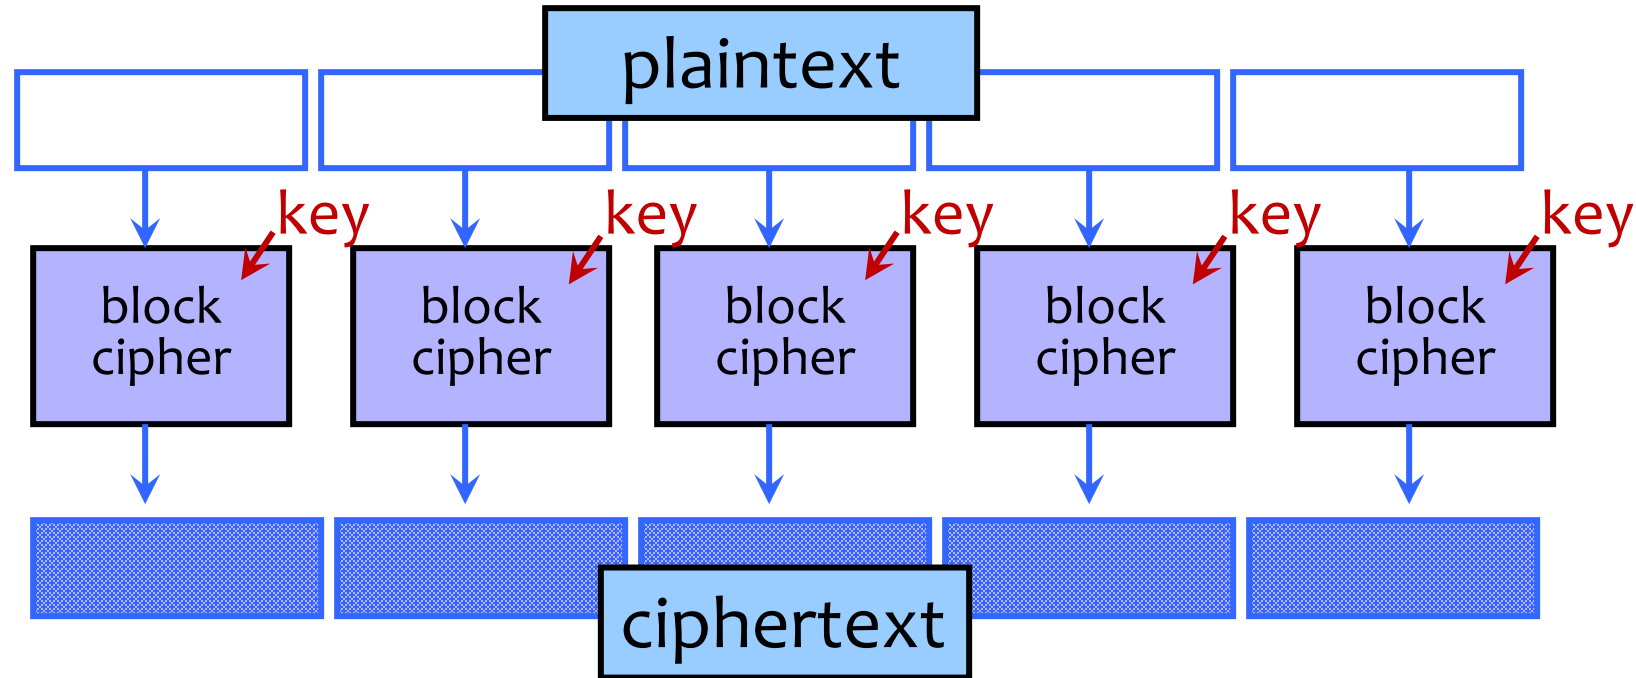 plaintext
key key key key key
block block block block block
cipher cipher cipher cipher cipher
ciphertext